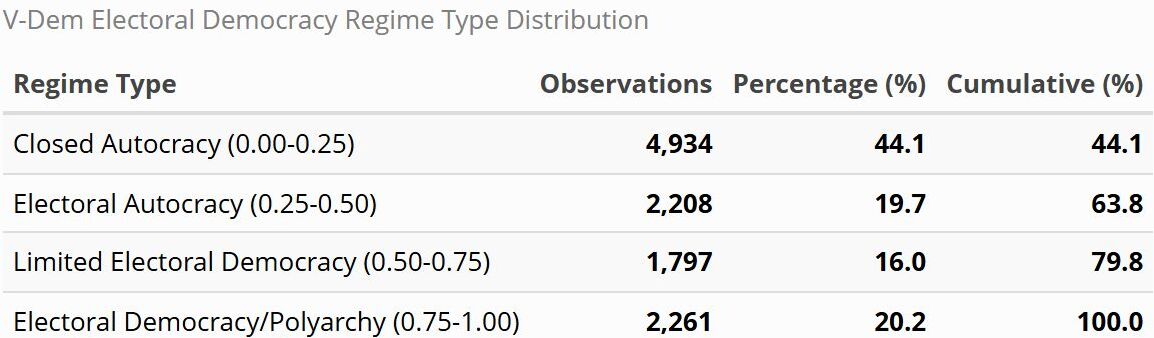 V-Dem Electoral Democracy Regime Type Distribution
Regime Type Observations Percentage (%) Cumulative (%)
Closed Autocracy (0.00-0.25) 4,934 44.1 44.1
Electoral Autocracy (0.25-0.50) 2,208 19.7 63.8
Limited Electoral Democracy (0.50-0.75) 1,797 16.0 79.8
Electoral Democracy/Polyarchy (0.75-1.00) 2,261 20.2 100.0